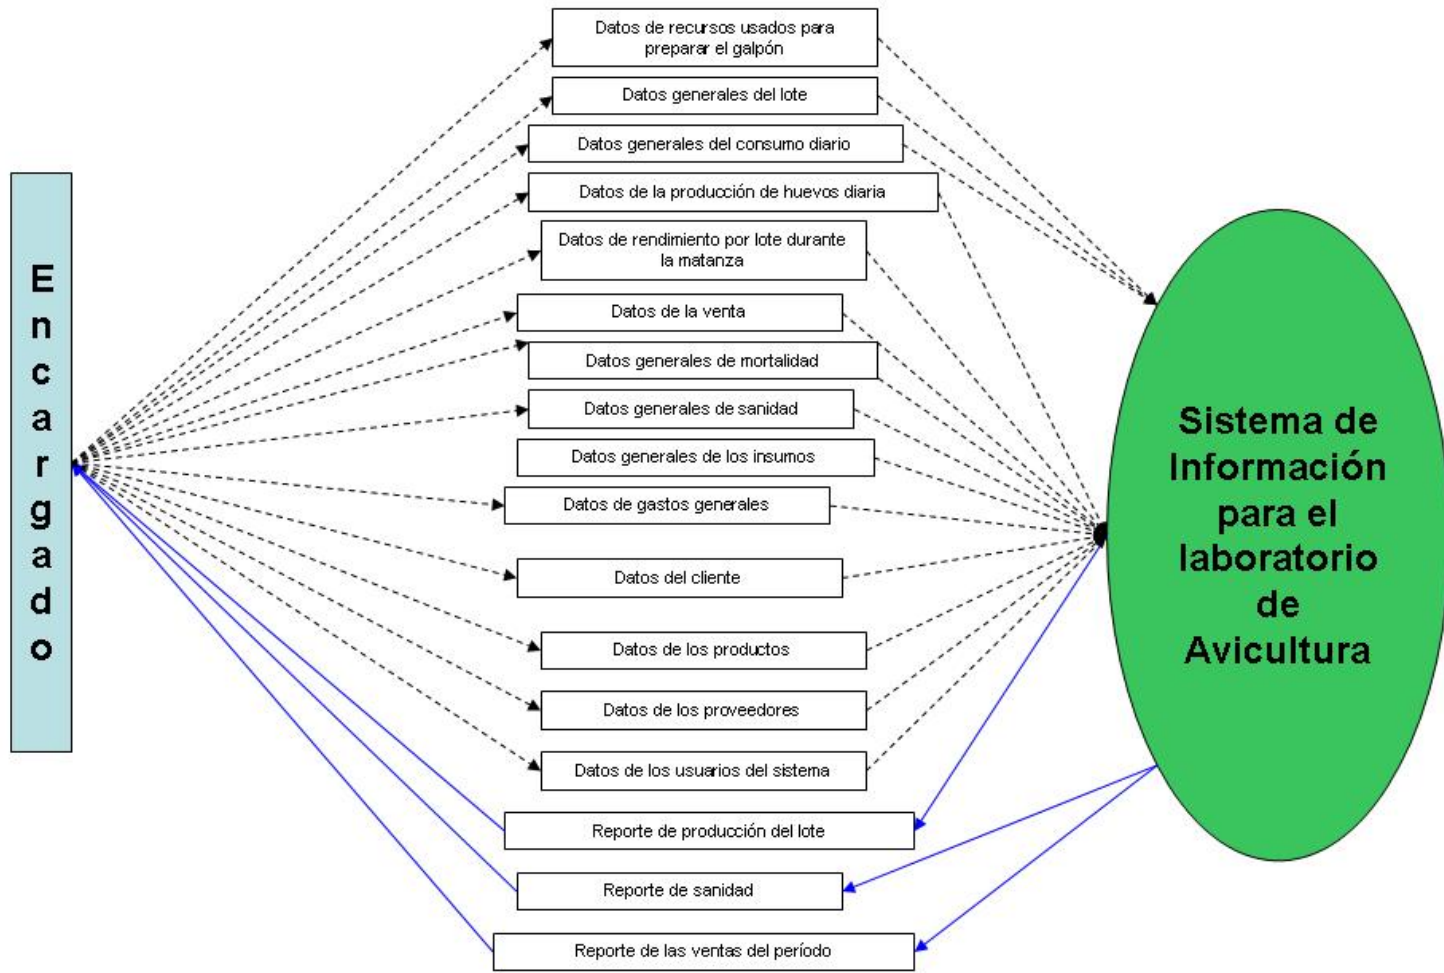 Encargado
Datos de recursos usados para
preparar el galpón
Datos generales del lote
Datos generales del consumo diario
Datos de la producción de huevos diaria
Datos de rendimiento por lote durante
la matanza
Datos de la venta
Datos generales de mortalidad
Datos generales de sanidad
Datos generales de los insumos
Datos de gastos generales
Datos del cliente
Datos de los productos
Datos de los proveedores
Datos de los usuarios del sistema
Reporte de producción del lote
Reporte de sanidad
Reporte de las ventas del período
Sistema de
Información
para el
laboratorio
de
Avicultura